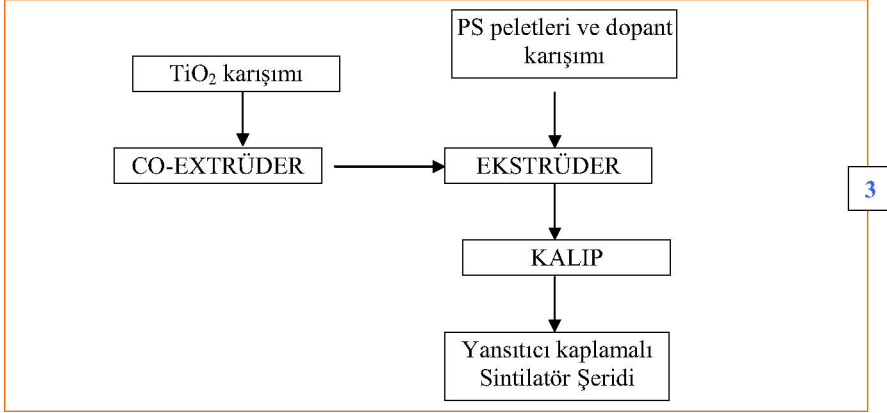 PS peletleri ve dopant
karışımı
TiO₂ karışımı
CO-EXTRÜDER
EKSTRÜDER
3
KALIP
Yansıtıcı kaplamalı
Sintilatör Şeridi